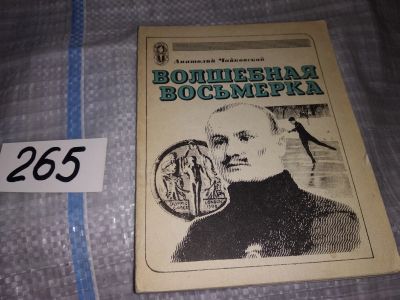 Анатолий Чайковский
ВОЛШЕБНАЯ
ВОСЬМЕРКА
265